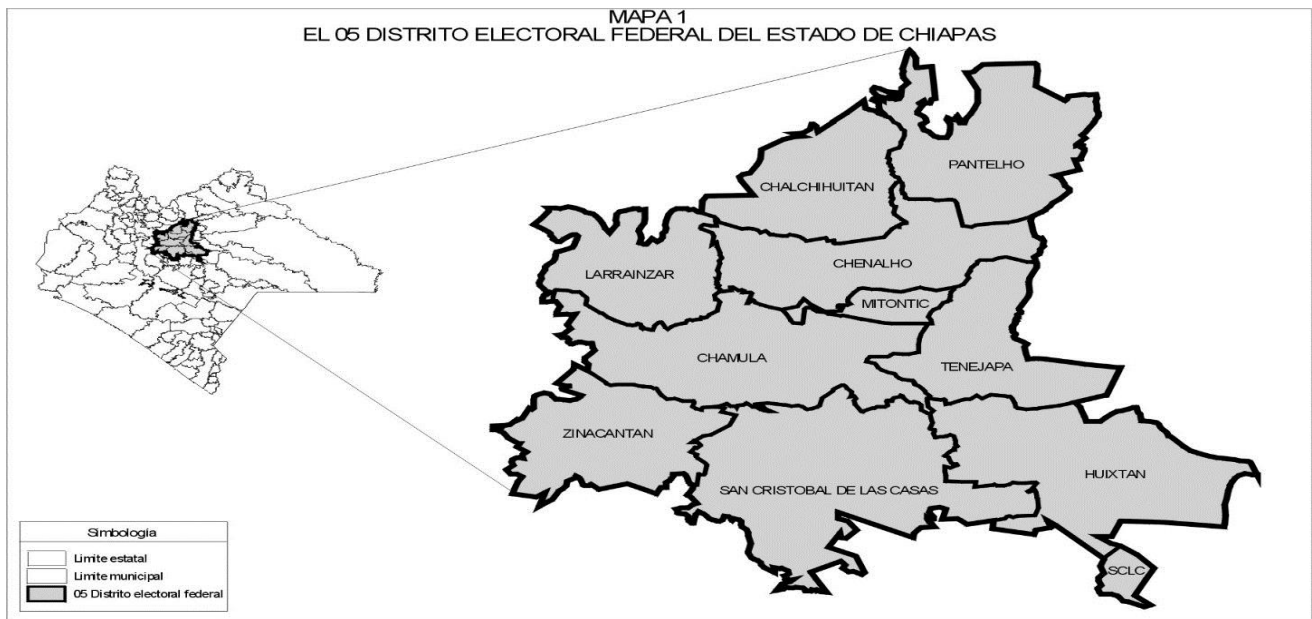 MAPA 1
EL 05 DISTRITO ELECTORAL FEDERAL DEL ESTADO DE CHIAPAS
PANTELHO
CHALCHIHUITAN
CHENALHO
LARRAINZAR
MITONTIC
CHAMULA
TENEJAPA
ZINACANTAN
HUIXTAN
SAN CRISTOBAL DE LAS CASAS
SCLC
Simbología
Limite estatal
Limite municipal
05 Distrito electoral federal